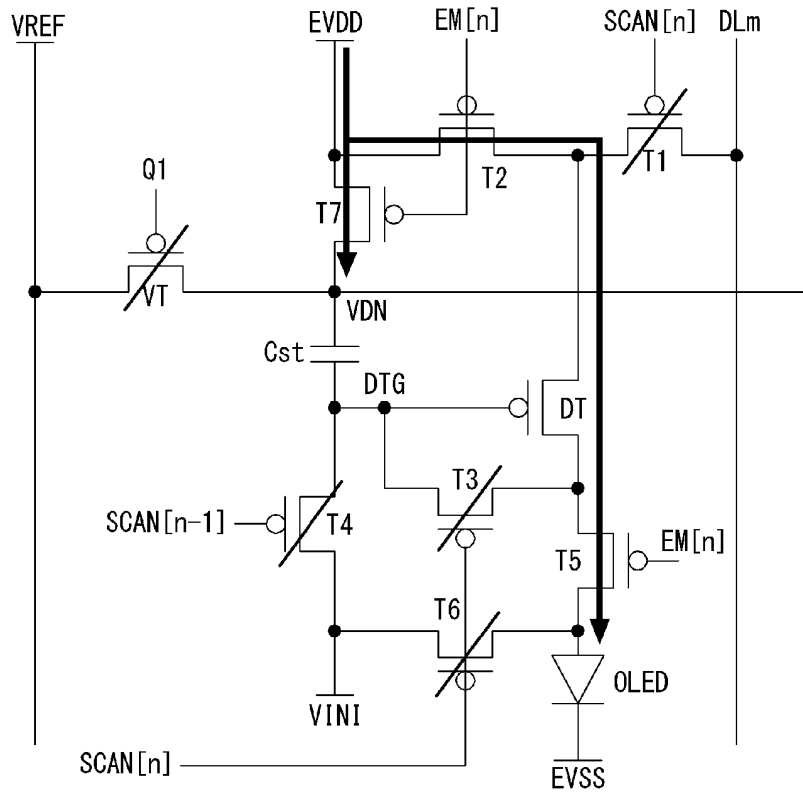 VREF
EVDD
EM[n]
SCAN[n]
DLm
Q1
T7
T2
T1
VT
VDN
Cst
DTG
DT
T3
SCAN[n-1]
T4
T5
EM[n]
T6
OLED
VINI
SCAN[n]
EVSS